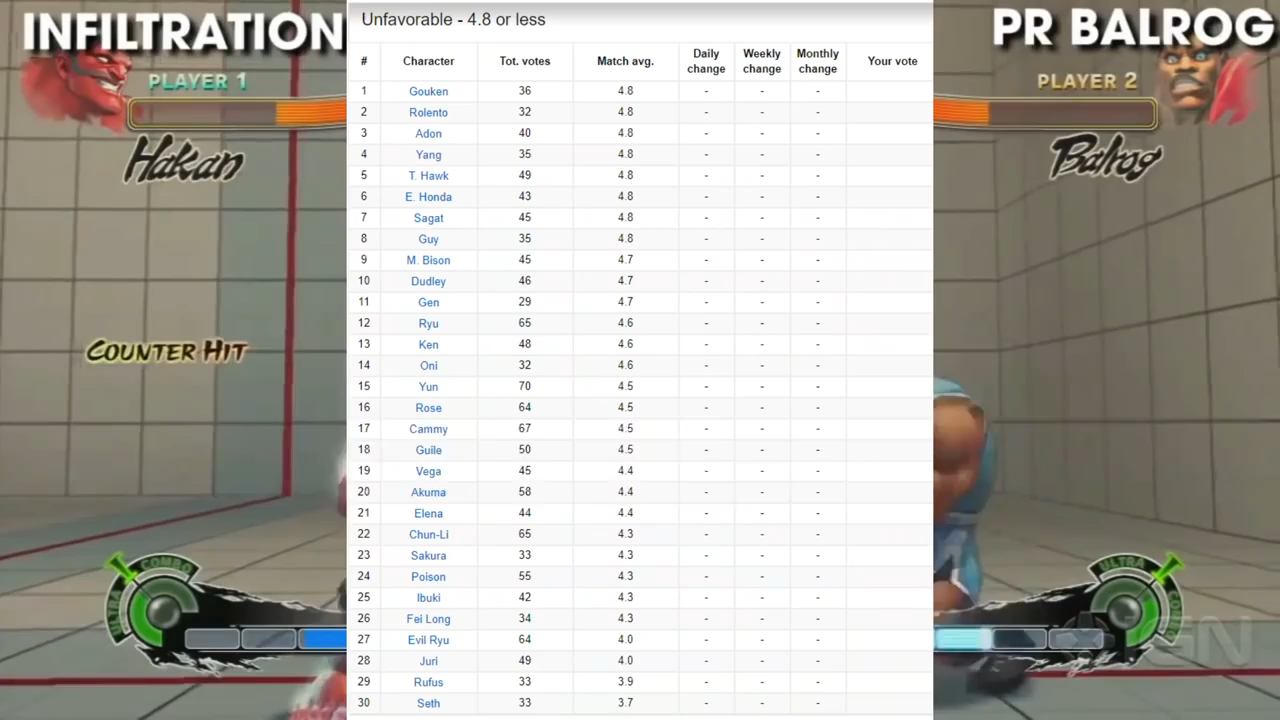 INFILTRATION
PLAYER 1
Hakan
COUNTER HIT
ULTRA COMBO
Unfavorable - 4.8 or less
# Character Tot. votes Match avg. Daily change Weekly change Monthly change Your vote
1 Gouken 36 4.8 - - -
2 Rolento 32 4.8 - - -
3 Adon 40 4.8 - - -
4 Yang 35 4.8 - - -
5 T. Hawk 49 4.8 - - -
6 E. Honda 43 4.8 - - -
7 Sagat 45 4.8 - - -
8 Guy 35 4.8 - - -
9 M. Bison 45 4.7 - - -
10 Dudley 46 4.7 - - -
11 Gen 29 4.7 - - -
12 Ryu 65 4.6 - - -
13 Ken 48 4.6 - - -
14 Oni 32 4.6 - - -
15 Yun 70 4.5 - - -
16 Rose 64 4.5 - - -
17 Cammy 67 4.5 - - -
18 Guile 50 4.5 - - -
19 Vega 45 4.4 - - -
20 Akuma 58 4.4 - - -
21 Elena 44 4.4 - - -
22 Chun-Li 65 4.3 - - -
23 Sakura 33 4.3 - - -
24 Poison 55 4.3 - - -
25 Ibuki 42 4.3 - - -
26 Fei Long 34 4.3 - - -
27 Evil Ryu 64 4.0 - - -
28 Juri 49 4.0 - - -
29 Rufus 33 3.9 - - -
30 Seth 33 3.7 - - -
PR BALROG
PLAYER 2
Balrog
ULTRA COMBO
IGN